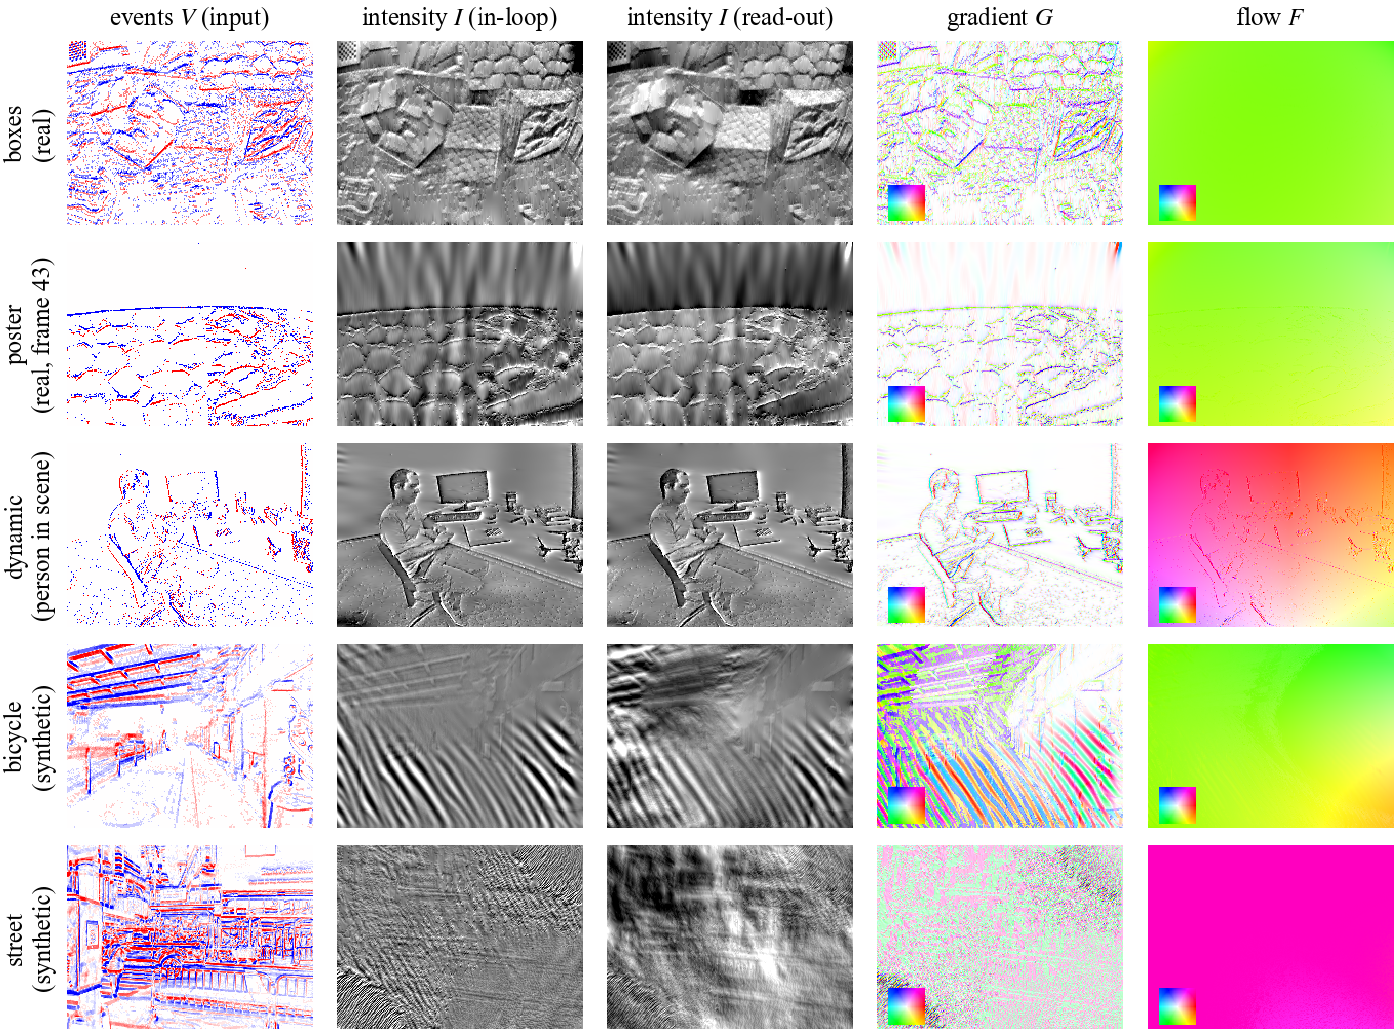 events V (input) intensity I (in-loop) intensity I (read-out) gradient G flow F
boxes
(real)
poster
(real, frame 43)
dynamic
(person in scene)
bicycle
(synthetic)
street
(synthetic)